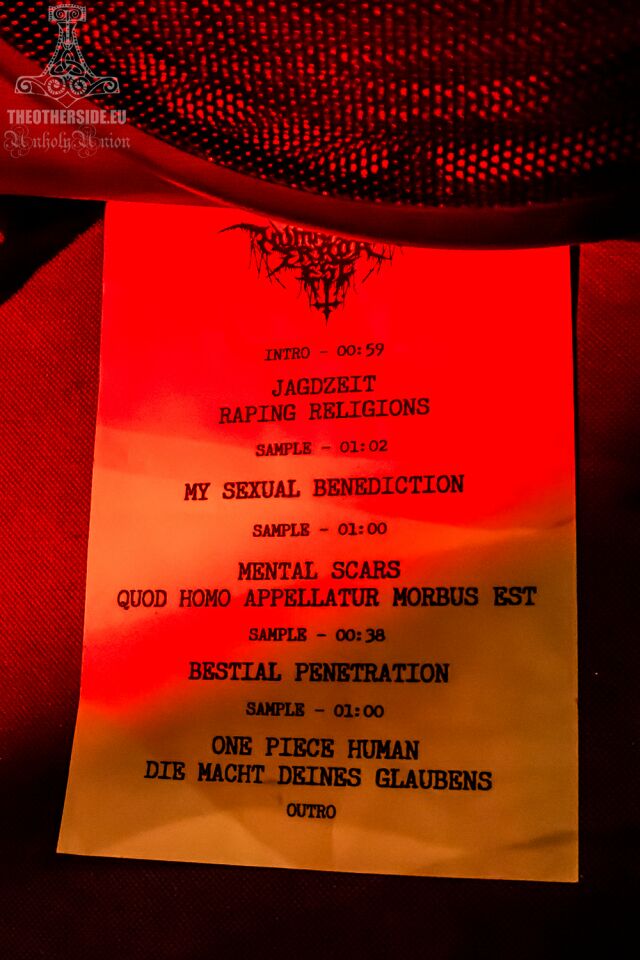 THEOTHERSIDE.EU
UnholyUnion
EST
INTRO - 00:59
JAGDZEIT
RAPING RELIGIONS
SAMPLE - 01:02
MY SEXUAL BENEDICTION
SAMPLE - 01:00
MENTAL SCARS
QUOD HOMO APPELLATUR MORBUS EST
SAMPLE - 00:38
BESTIAL PENETRATION
SAMPLE - 01:00
ONE PIECE HUMAN
DIE MACHT DEINES GLAUBENS
OUTRO